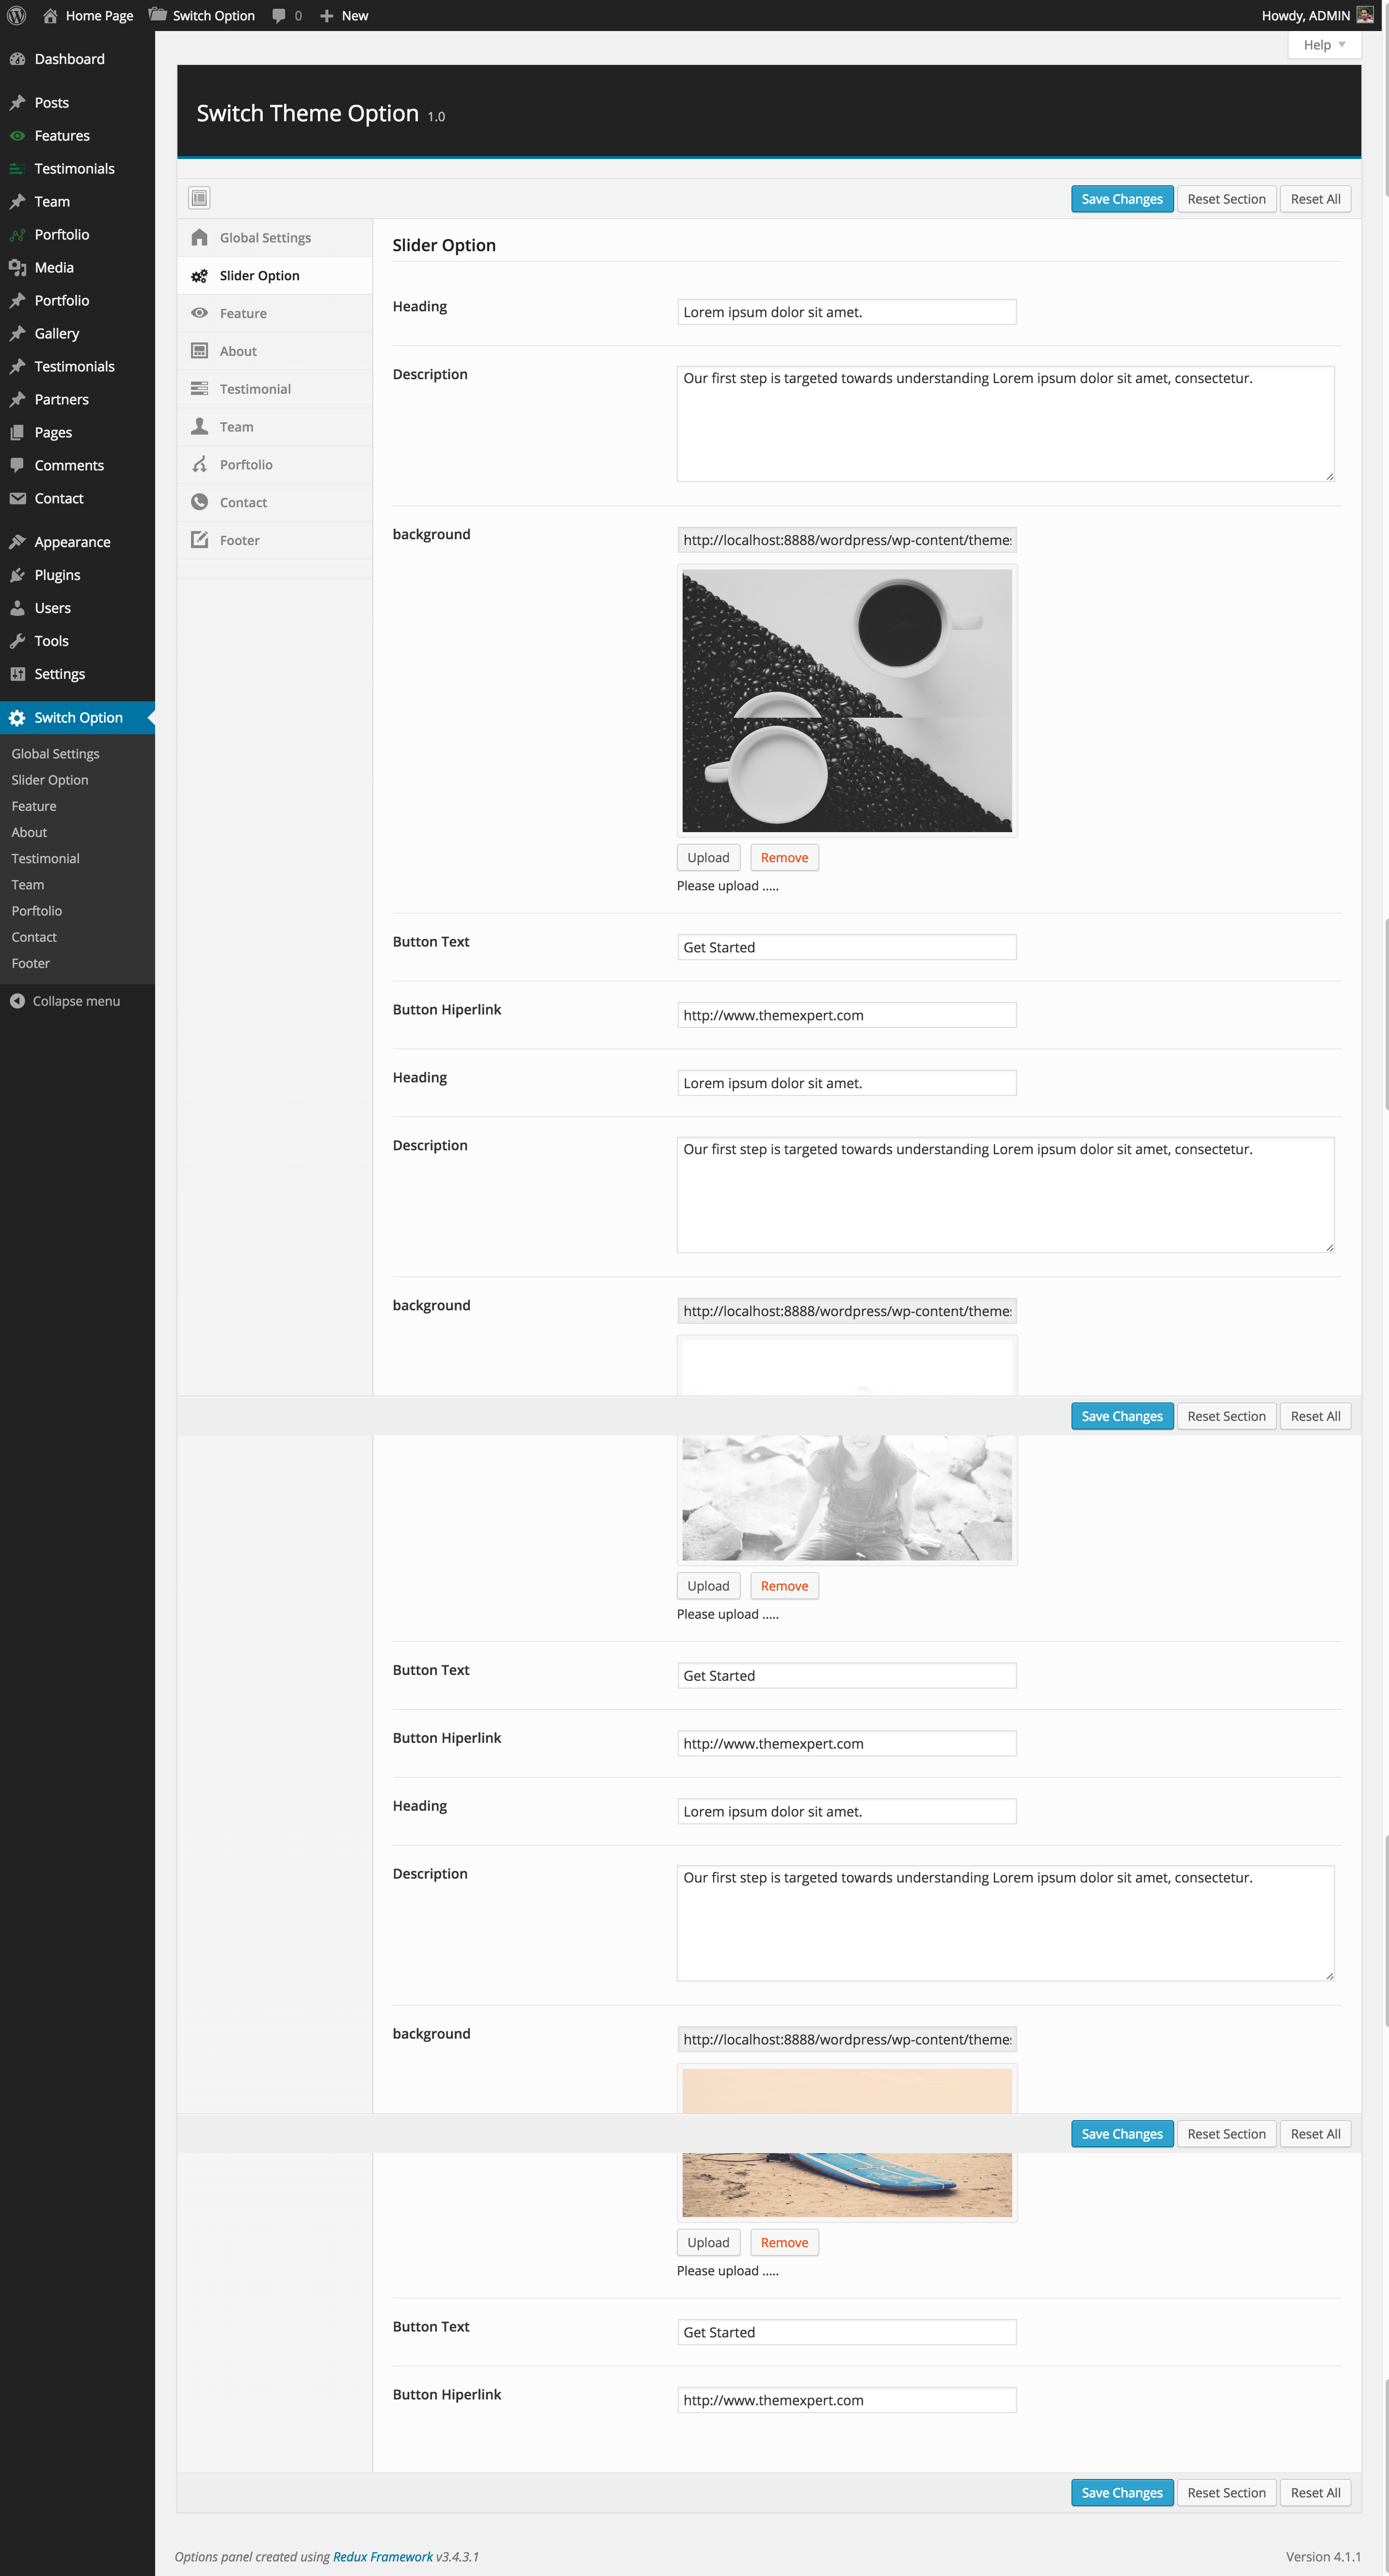 Home Page Switch Option 0 New Howdy, ADMIN
Help
Dashboard
Posts
Features
Testimonials
Team
Porftolio
Media
Portfolio
Gallery
Testimonials
Partners
Pages
Comments
Contact
Appearance
Plugins
Users
Tools
Settings
Switch Option
Global Settings
Slider Option
Feature
About
Testimonial
Team
Porftolio
Contact
Footer
Collapse menu
Switch Theme Option 1.0
Save Changes Reset Section Reset All
Global Settings
Slider Option
Feature
About
Testimonial
Team
Porftolio
Contact
Footer
Slider Option
Heading
Lorem ipsum dolor sit amet.
Description
Our first step is targeted towards understanding Lorem ipsum dolor sit amet, consectetur.
background
http://localhost:8888/wordpress/wp-content/themes
Upload Remove
Please upload .....
Button Text
Get Started
Button Hiperlink
http://www.themexpert.com
Heading
Lorem ipsum dolor sit amet.
Description
Our first step is targeted towards understanding Lorem ipsum dolor sit amet, consectetur.
background
http://localhost:8888/wordpress/wp-content/themes
Save Changes Reset Section Reset All
Upload Remove
Please upload .....
Button Text
Get Started
Button Hiperlink
http://www.themexpert.com
Heading
Lorem ipsum dolor sit amet.
Description
Our first step is targeted towards understanding Lorem ipsum dolor sit amet, consectetur.
background
http://localhost:8888/wordpress/wp-content/themes
Save Changes Reset Section Reset All
Upload Remove
Please upload .....
Button Text
Get Started
Button Hiperlink
http://www.themexpert.com
Save Changes Reset Section Reset All
Options panel created using Redux Framework v3.4.3.1
Version 4.1.1